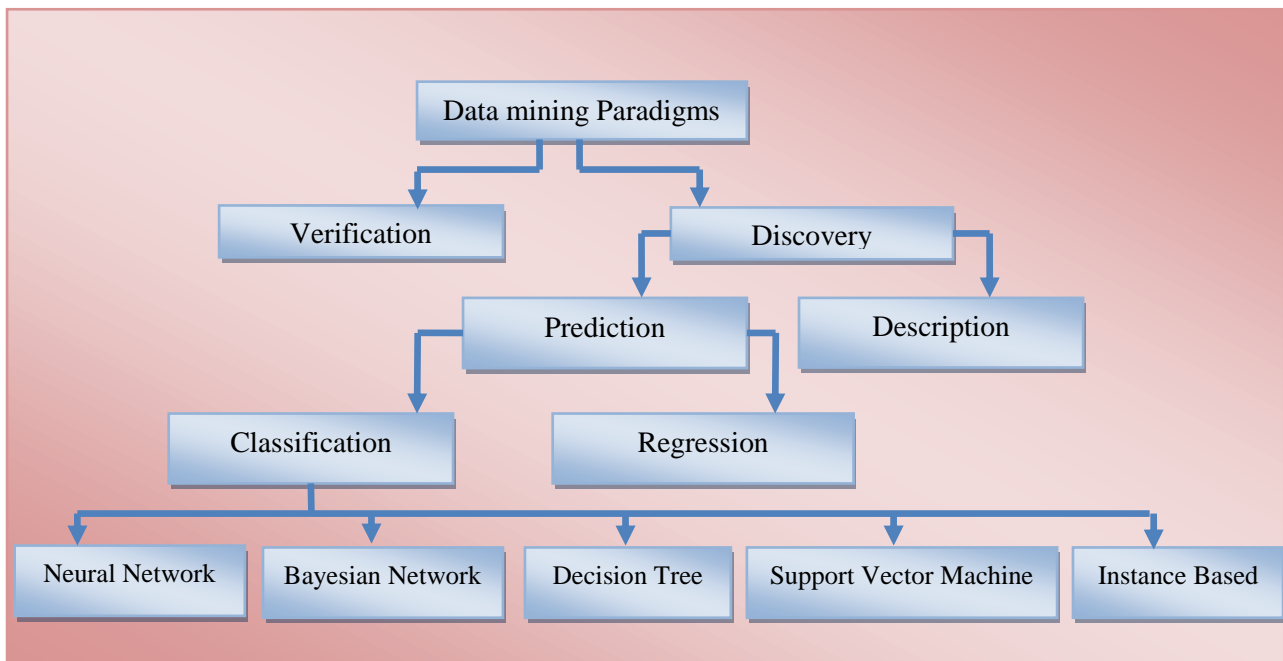 Data mining Paradigms
Verification
Discovery
Prediction
Description
Classification
Regression
Neural Network
Bayesian Network
Decision Tree
Support Vector Machine
Instance Based